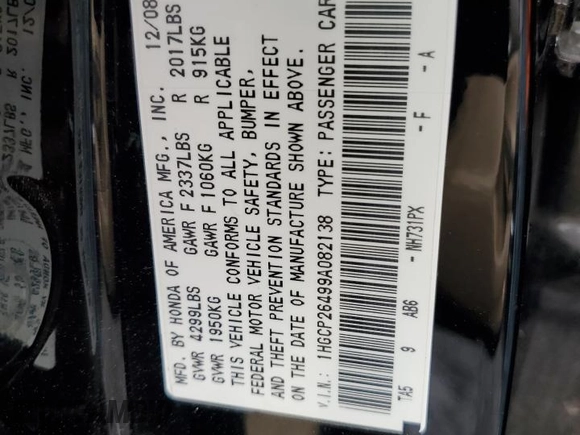 MFD. BY HONDA OF AMERICA MFG., INC. 12/08
GVWR 4299LBS GAWR F 2337LBS R 2017LBS
GVWR 1950KG GAWR F 1060KG R 915KG
THIS VEHICLE CONFORMS TO ALL APPLICABLE
FEDERAL MOTOR VEHICLE SAFETY, BUMPER,
AND THEFT PREVENTION STANDARDS IN EFFECT
ON THE DATE OF MANUFACTURE SHOWN ABOVE.
V.I.N.: 1HGCP26499A082138 TYPE: PASSENGER CAR
TA5 9 AB6 - NH731PX - F - A